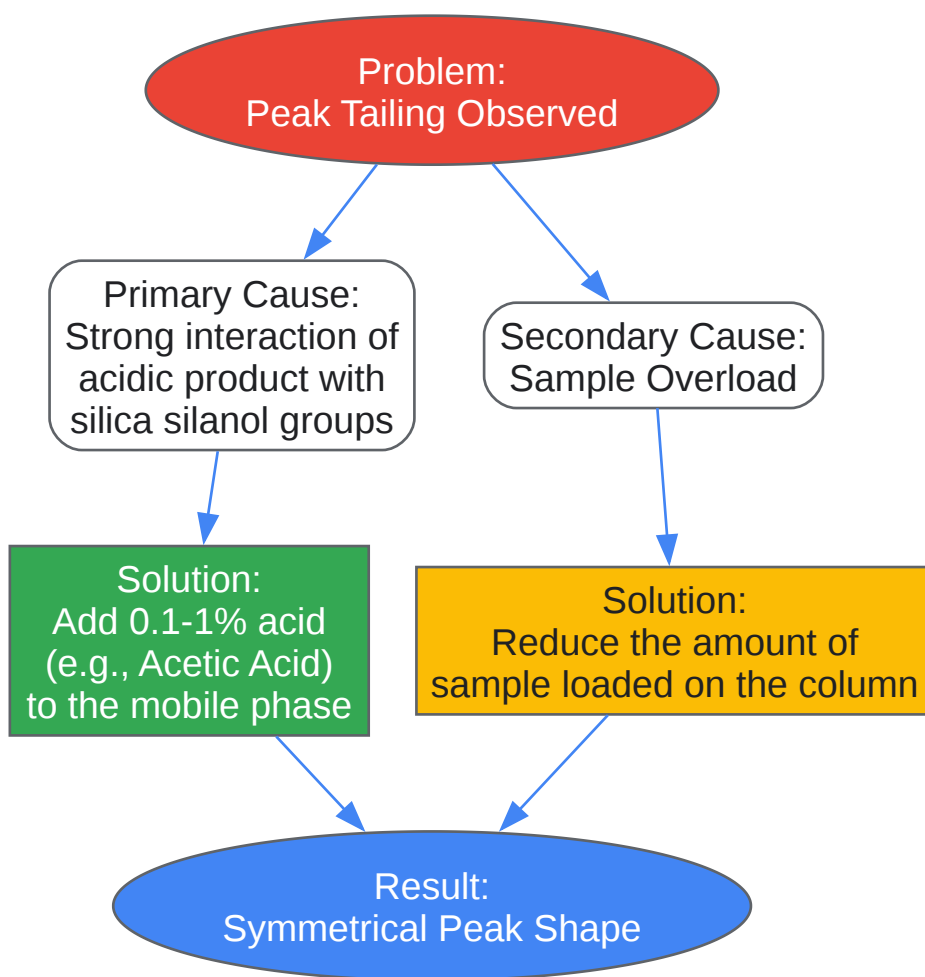 Problem:
Peak Tailing Observed
Primary Cause:
Strong interaction of
acidic product with
silica silanol groups
Secondary Cause:
Sample Overload
Solution:
Add 0.1-1% acid
(e.g., Acetic Acid)
to the mobile phase
Solution:
Reduce the amount of
sample loaded on the column
Result:
Symmetrical Peak Shape